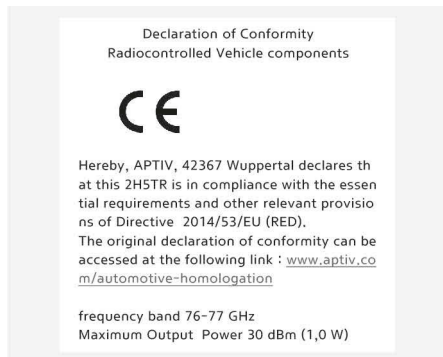 Declaration of Conformity
Radiocontrolled Vehicle components
CE
Hereby, APTIV, 42367 Wuppertal declares th
at this 2H5TR is in compliance with the essen
tial requirements and other relevant provisio
ns of Directive  2014/53/EU (RED).
The original declaration of conformity can be
accessed at the following link : www.aptiv.co
m/automotive-homologation
frequency band 76-77 GHz
Maximum Output  Power 30 dBm (1,0 W)